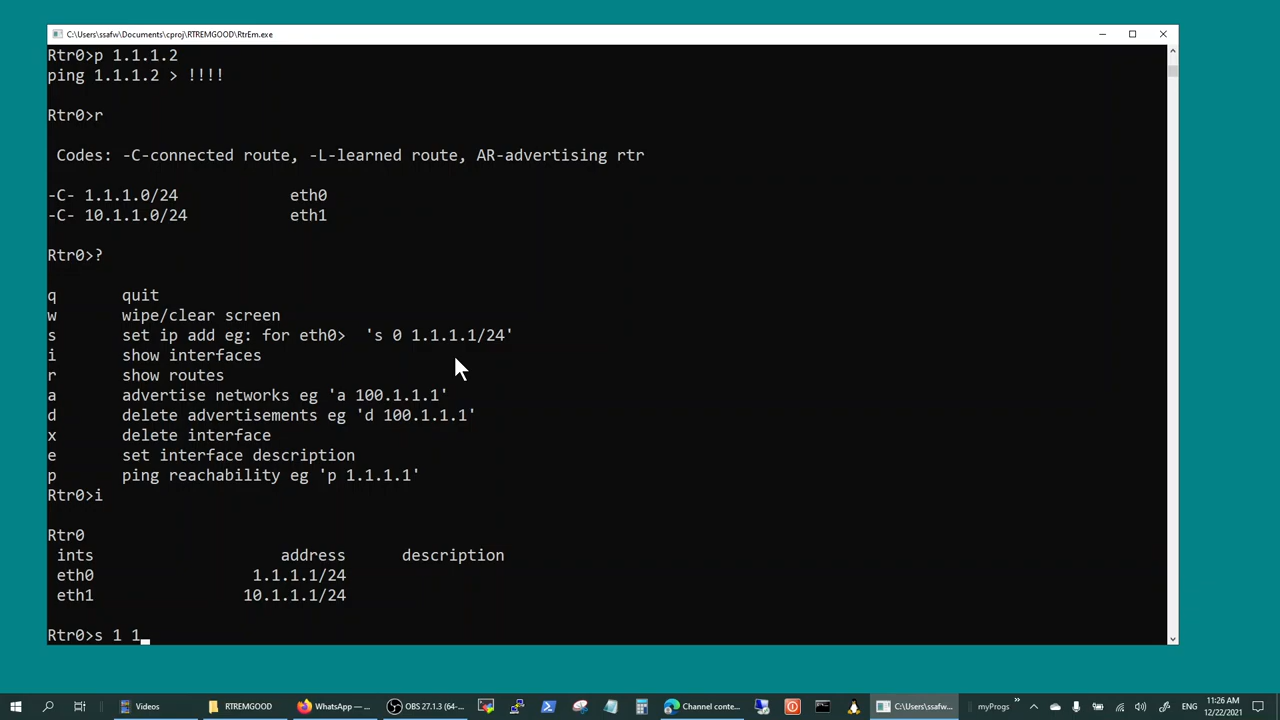 C:\Users\ssafw\Documents\cproj\RTREMGOOD\RtrEm.exe
Rtr0>p 1.1.1.2
ping 1.1.1.2 > !!!!
Rtr0>r
Codes: -C-connected route, -L-learned route, AR-advertising rtr
-C- 1.1.1.0/24 eth0
-C- 10.1.1.0/24 eth1
Rtr0>?
q quit
w wipe/clear screen
s set ip add eg: for eth0> 's 0 1.1.1.1/24'
i show interfaces
r show routes
a advertise networks eg 'a 100.1.1.1'
d delete advertisements eg 'd 100.1.1.1'
x delete interface
e set interface description
p ping reachability eg 'p 1.1.1.1'
Rtr0>i
Rtr0
ints address description
eth0 1.1.1.1/24
eth1 10.1.1.1/24
Rtr0>s 1 1_
Videos RTREMGOOD WhatsApp — ... OBS 27.1.3 (64-... Channel conte... C:\Users\ssafw... myProgs » ENG 11:26 AM
12/22/2021